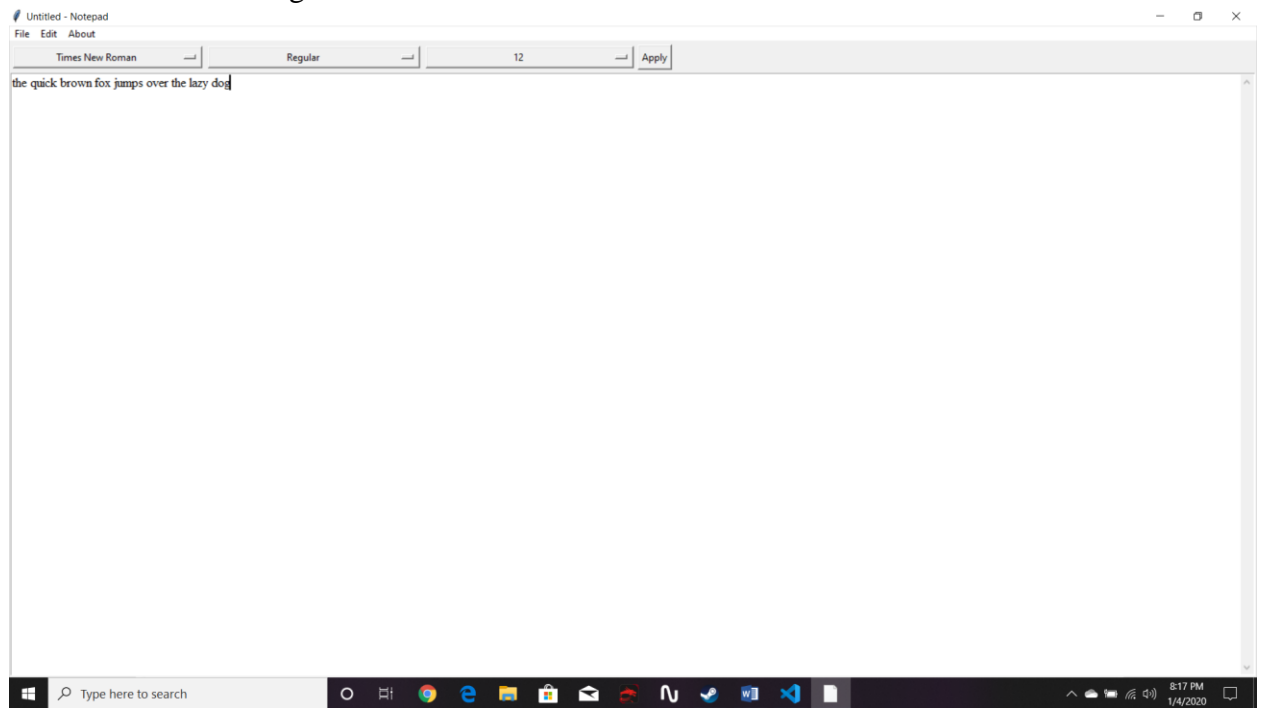 Untitled - Notepad
File Edit About
Times New Roman Regular 12 Apply
the quick brown fox jumps over the lazy dog
Type here to search
8:17 PM
1/4/2020